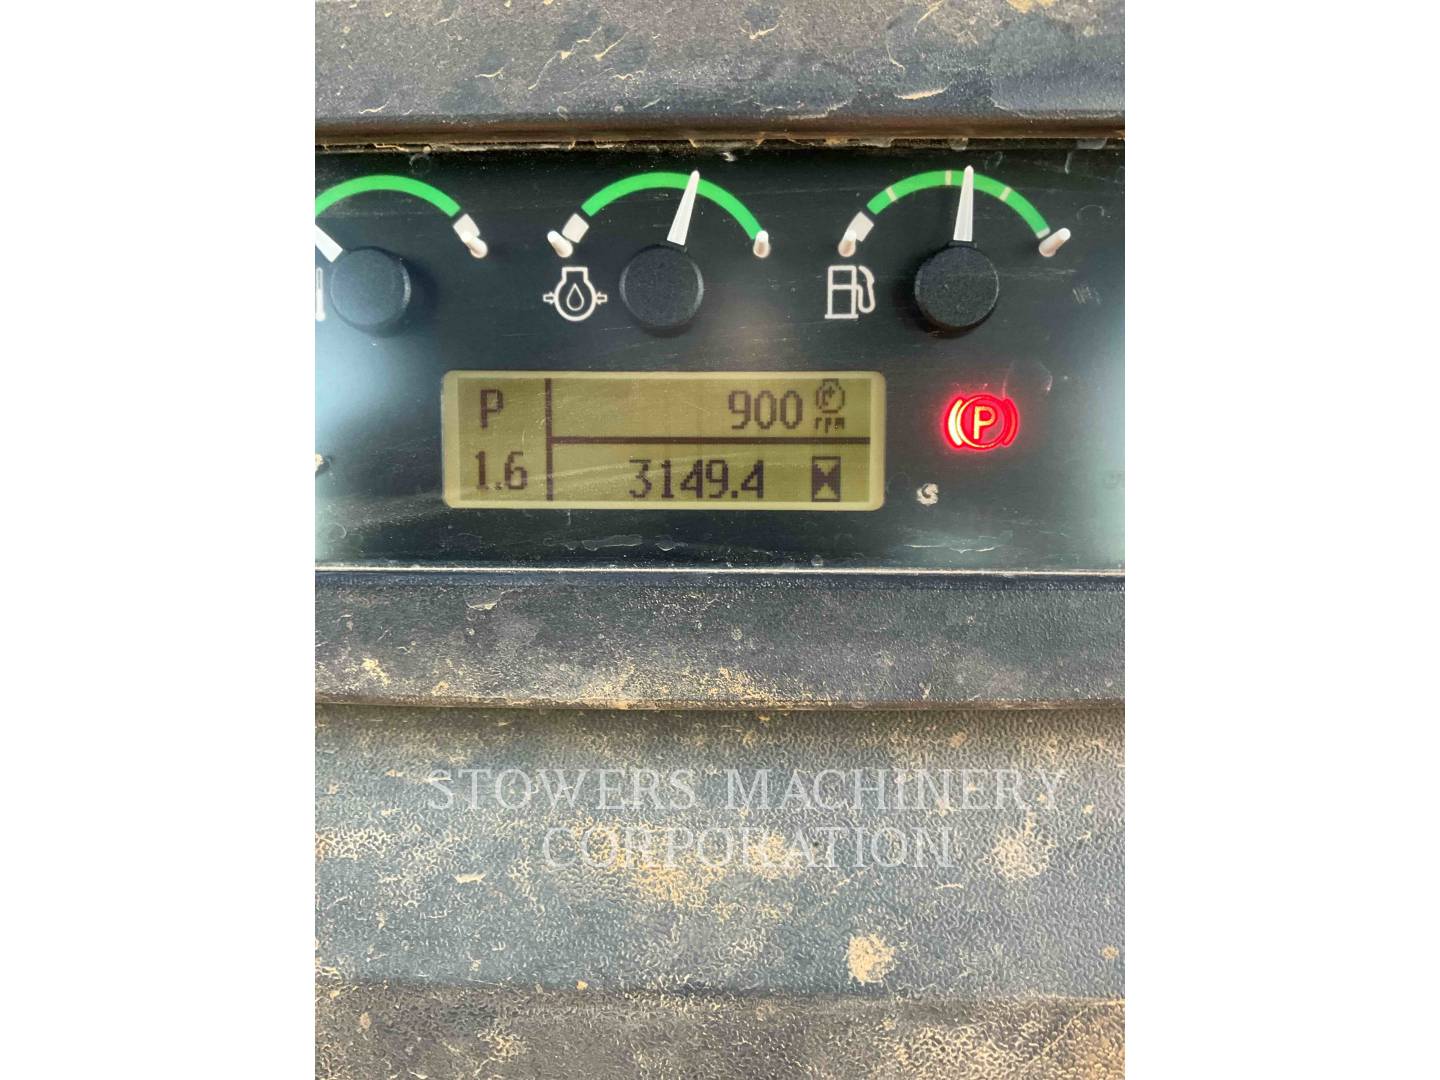 P 900 rpm
1.6 3149.4
P
STOWERS MACHINERY
CORPORATION